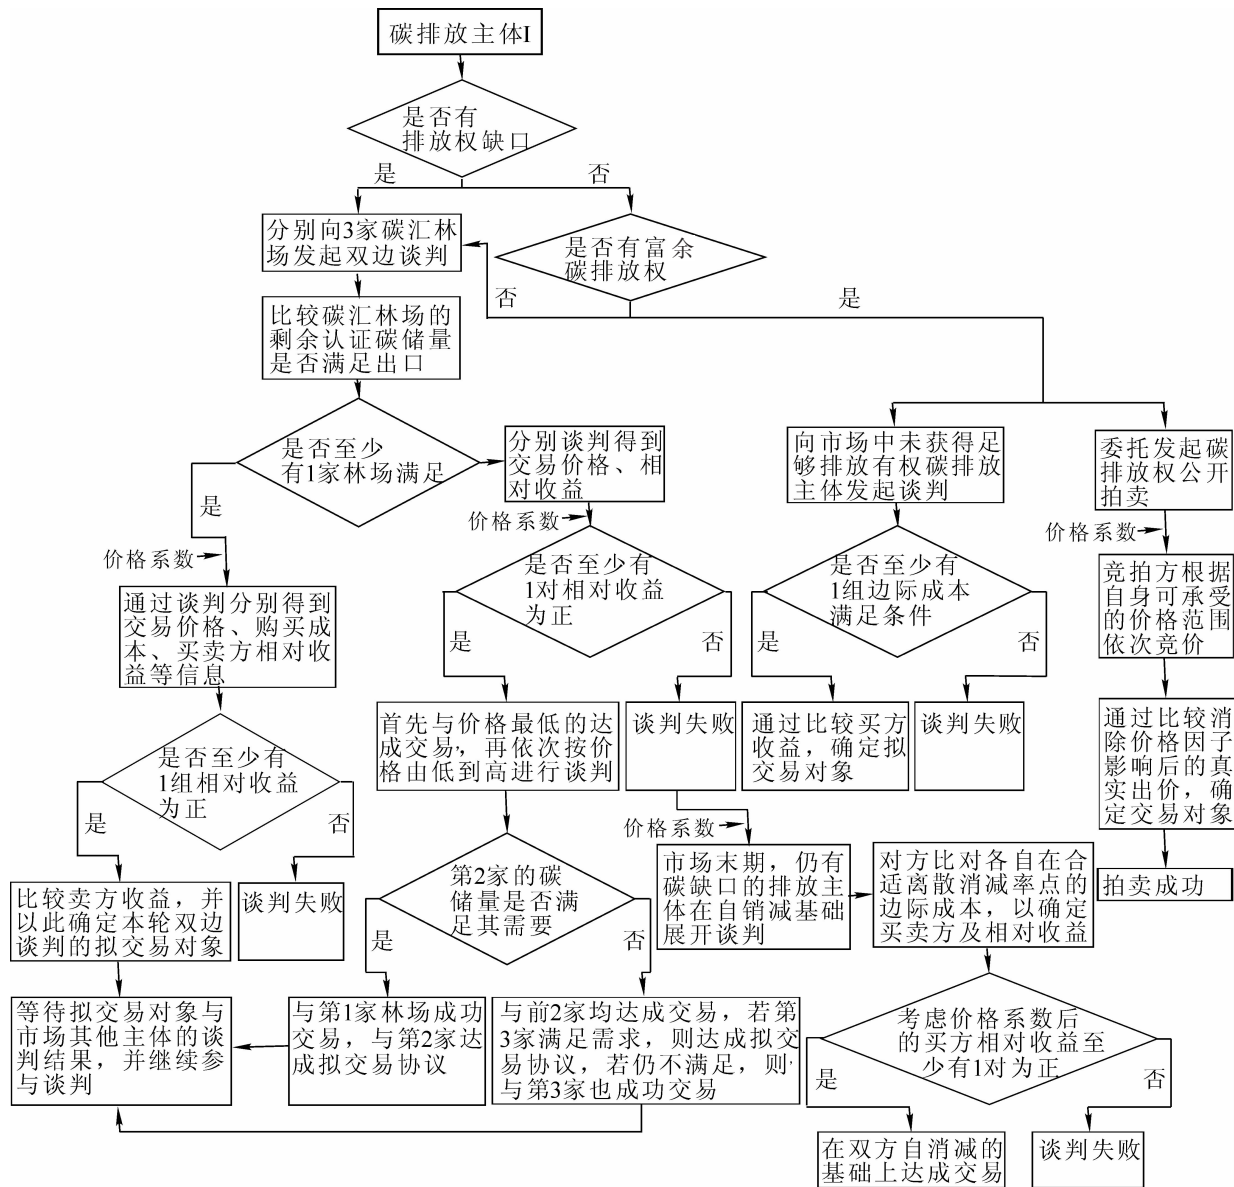 碳排放主体I
是否有
排放权缺口
是
否
分别向3家碳汇林
场发起双边谈判
是否有富余
碳排放权
否
是
比较碳汇林场的
剩余认证碳储量
是否满足出口
是否至少
有1家林场满足
是
分别谈判得到
交易价格、相
对收益
向市场中未获得足
够排放有权碳排放
主体发起谈判
委托发起碳
排放权公开
拍卖
价格系数
价格系数
价格系数
通过谈判分别得到
交易价格、购买成
本、买卖方相对收
益等信息
是否至少有
1对相对收益
为正
是
否
是否至少有
1组边际成本
满足条件
是
否
竞拍方根据
自身可承受
的价格范围
依次竞价
是否至少有
1组相对收益
为正
是
否
首先与价格最低的达
成交易,再依次按价
格由低到高进行谈判
谈判失败
通过比较买方
收益，确定拟
交易对象
谈判失败
通过比较消
除价格因子
影响后的真
实出价，确
定交易对象
价格系数
比较卖方收益，并
以此确定本轮双边
谈判的拟交易对象
谈判失败
第2家的碳
储量是否满
足其需要
是
否
市场末期，仍有
碳缺口的排放主
体在自销减基础
展开谈判
对方比对各自在合
适离散消减率点的
边际成本，以确定
买卖方及相对收益
拍卖成功
等待拟交易对象与
市场其他主体的谈
判结果，并继续参
与谈判
与第1家林场成功
交易，与第2家达
成拟交易协议
与前2家均达成交易，若第
3家满足需求，则达成拟交
易协议，若仍不满足，则
与第3家也成功交易
考虑价格系数后
的买方相对收益至
少有1对为正
是
否
在双方自消减的
基础上达成交易
谈判失败